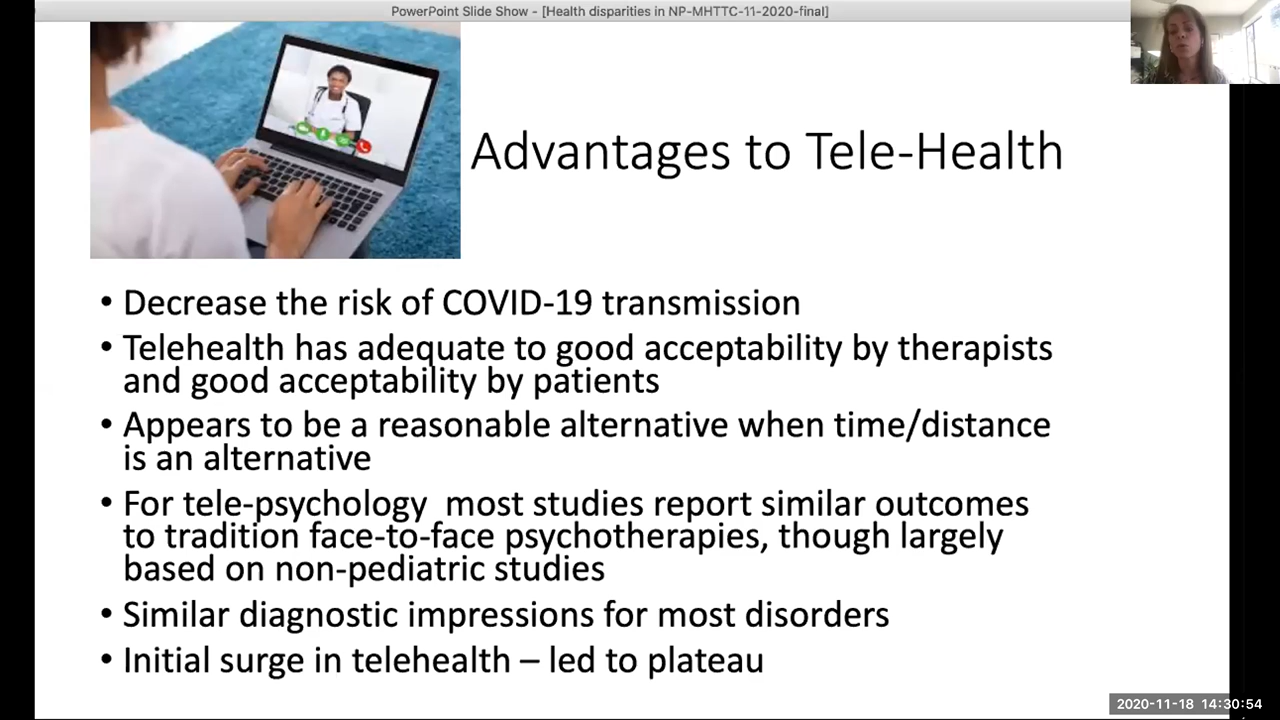 PowerPoint Slide Show - [Health disparities in NP-MHTTC-11-2020-final]
Advantages to Tele-Health
• Decrease the risk of COVID-19 transmission
• Telehealth has adequate to good acceptability by therapists
and good acceptability by patients
• Appears to be a reasonable alternative when time/distance
is an alternative
• For tele-psychology  most studies report similar outcomes
to tradition face-to-face psychotherapies, though largely
based on non-pediatric studies
• Similar diagnostic impressions for most disorders
• Initial surge in telehealth – led to plateau
2020-11-18 14:30:54